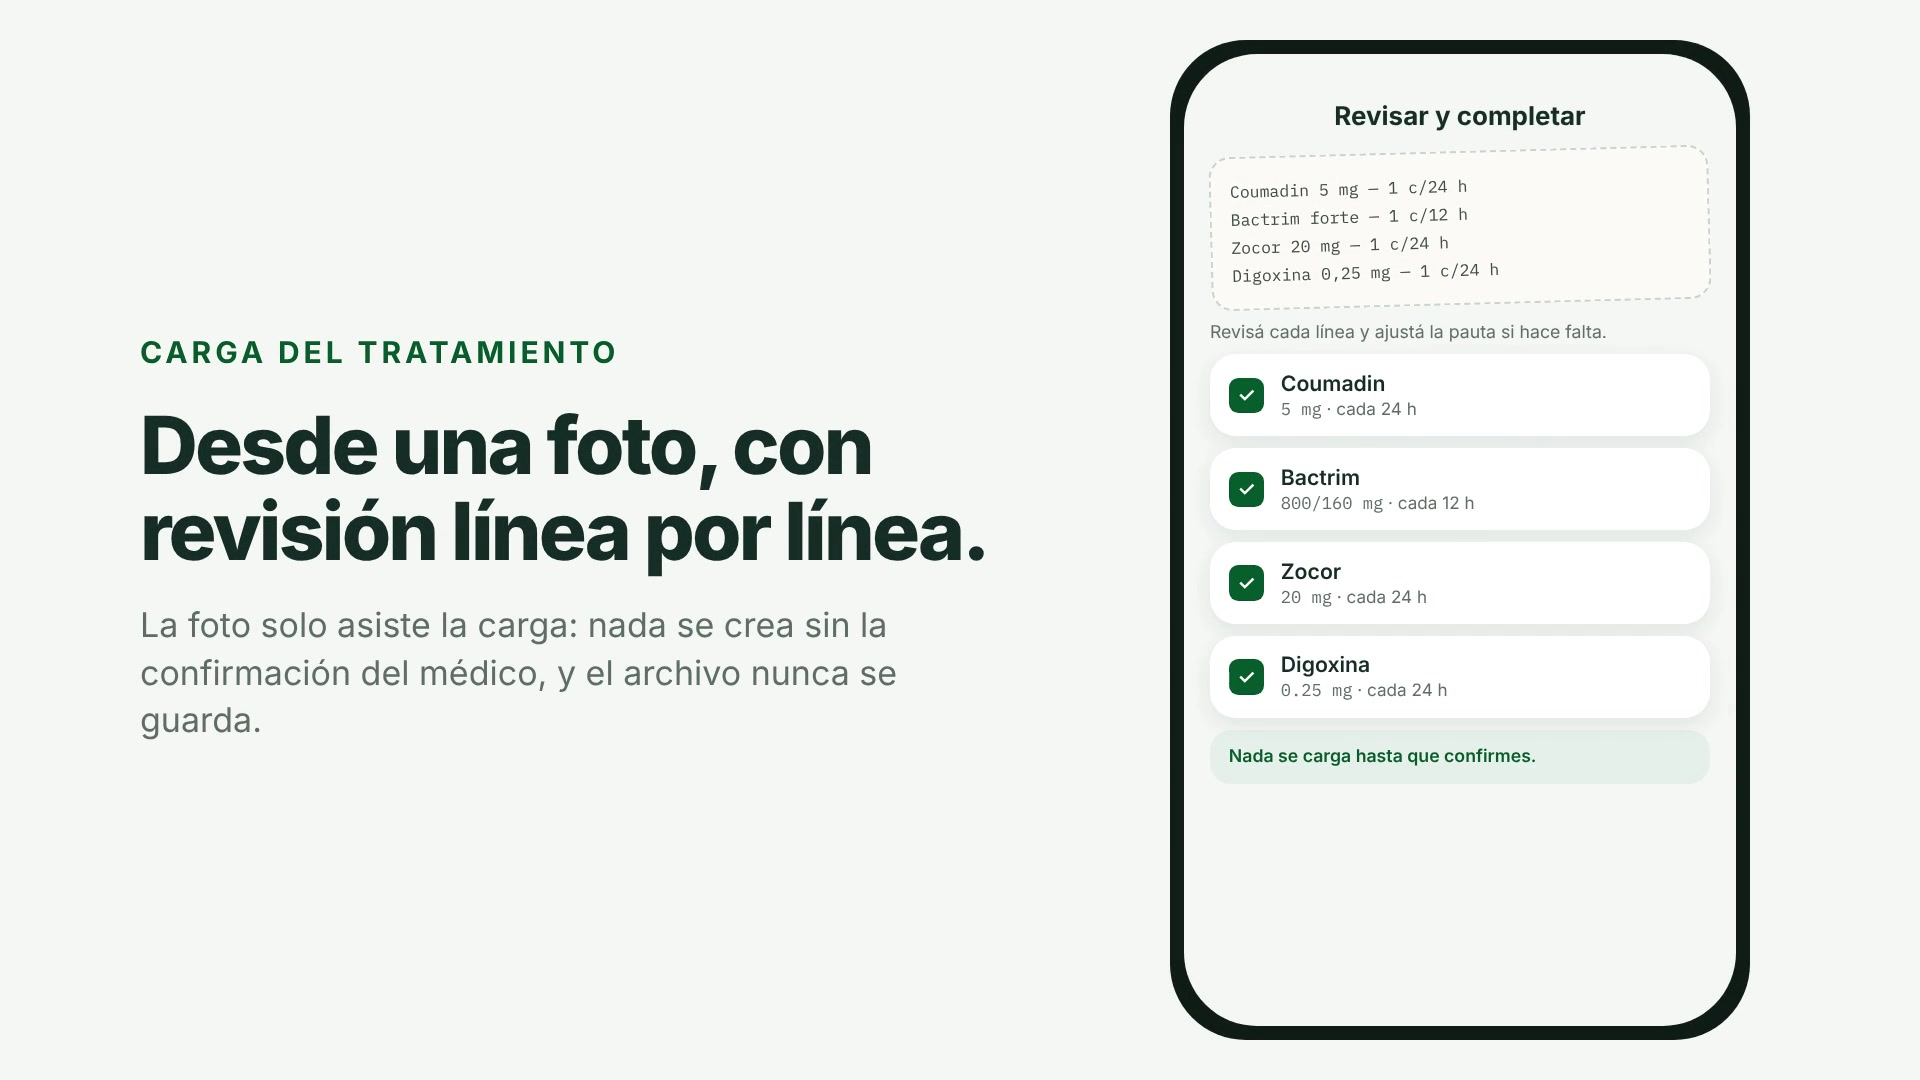 CARGA DEL TRATAMIENTO
Desde una foto, con
revisión línea por línea.
La foto solo asiste la carga: nada se crea sin la
confirmación del médico, y el archivo nunca se
guarda.
Revisar y completar
Coumadin 5 mg — 1 c/24 h
Bactrim forte — 1 c/12 h
Zocor 20 mg — 1 c/24 h
Digoxina 0,25 mg — 1 c/24 h
Revisá cada línea y ajustá la pauta si hace falta.
Coumadin
5 mg · cada 24 h
Bactrim
800/160 mg · cada 12 h
Zocor
20 mg · cada 24 h
Digoxina
0.25 mg · cada 24 h
Nada se carga hasta que confirmes.